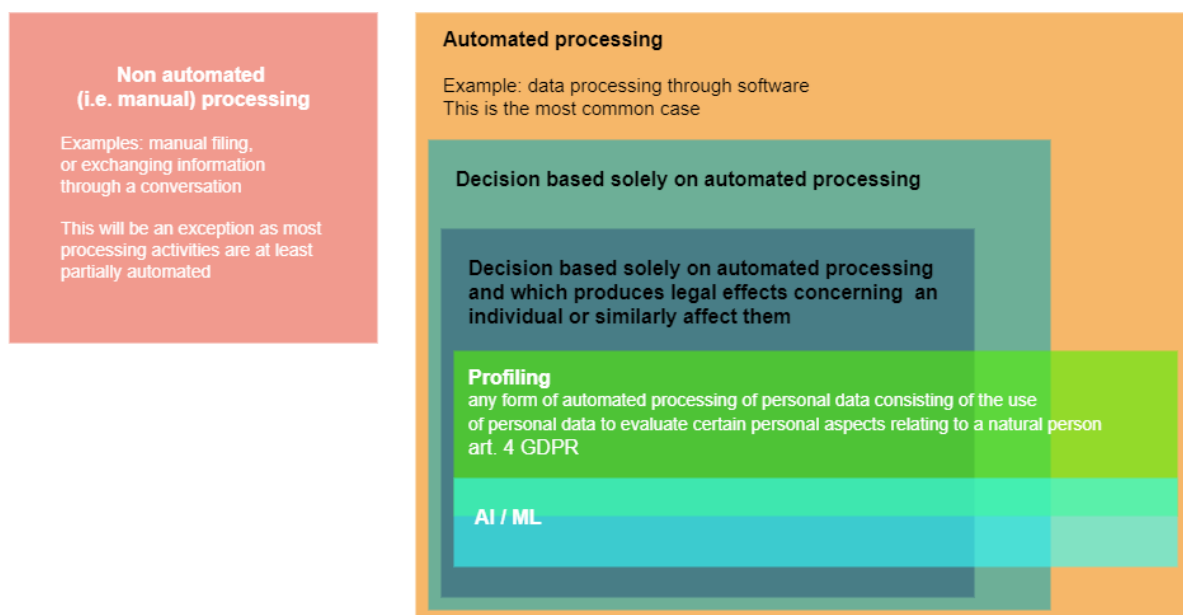 Non automated
(i.e. manual) processing
Examples: manual filing,
or exchanging information
through a conversation
This will be an exception as most
processing activities are at least
partially automated
Automated processing
Example: data processing through software
This is the most common case
Decision based solely on automated processing
Decision based solely on automated processing
and which produces legal effects concerning an
individual or similarly affect them
Profiling
any form of automated processing of personal data consisting of the use
of personal data to evaluate certain personal aspects relating to a natural person
art. 4 GDPR
AI / ML